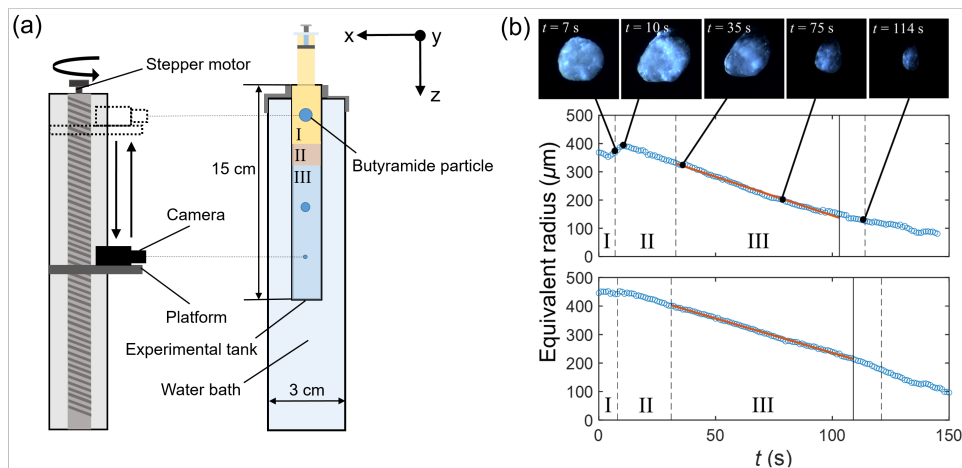 (a)
Stepper motor
Camera
Platform
x
y
z
15 cm
I
II
III
Butyramide particle
Experimental tank
Water bath
3 cm
(b)
t = 7 s
t = 10 s
t = 35 s
t = 75 s
t = 114 s
Equivalent radius (μm)
500
400
300
200
100
0
I
II
III
500
400
300
200
100
0
I
II
III
0
50
100
150
t (s)